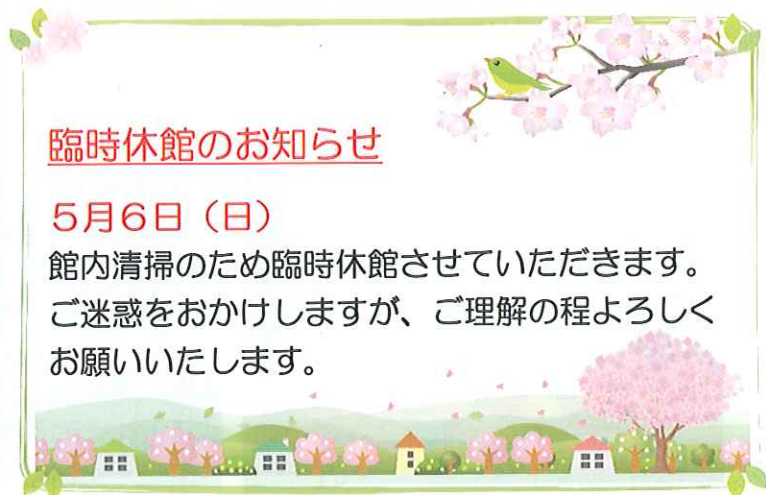 臨時休館のお知らせ
5月6日（日）
館内清掃のため臨時休館させていただきます。
ご迷惑をおかけしますが、ご理解の程よろしく
お願いいたします。